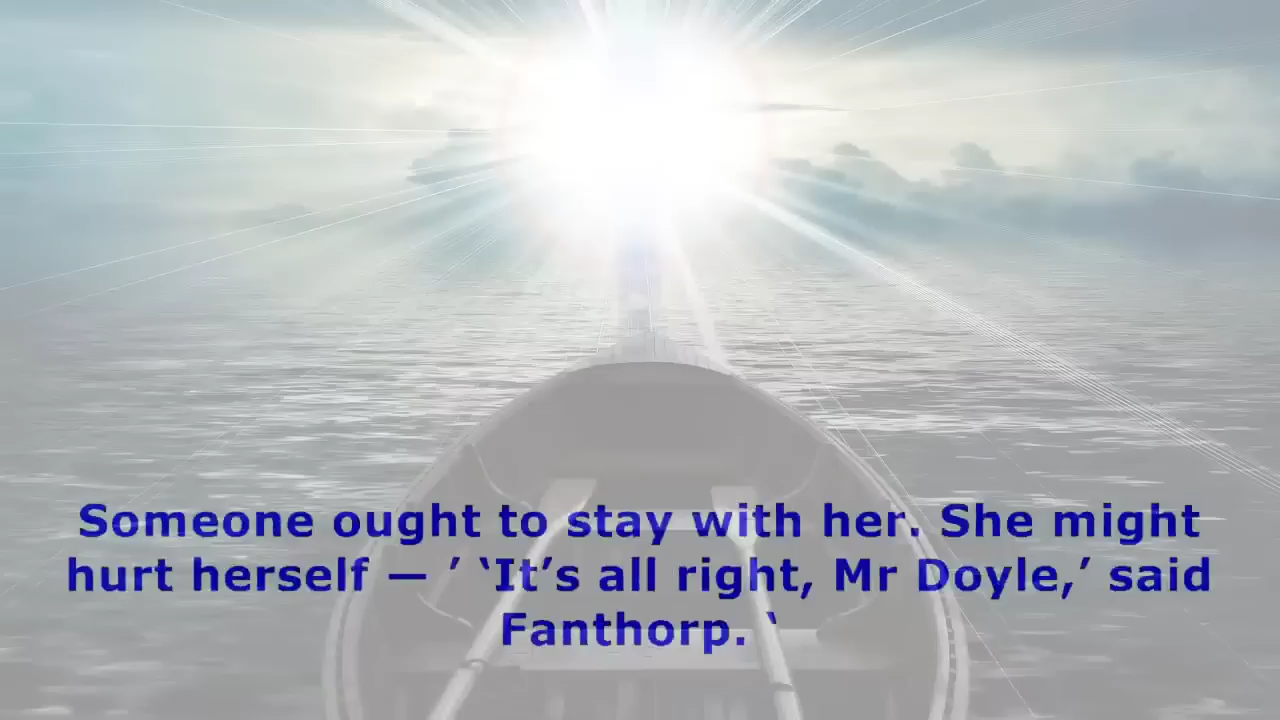 Someone ought to stay with her. She might
hurt herself — ’ ‘It’s all right, Mr Doyle,’ said
Fanthorp. ‘